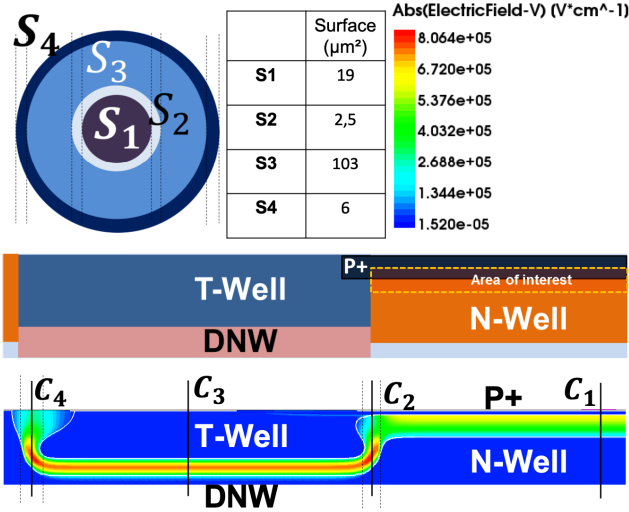 S₄
S₃
S₂
S₁
Surface
(µm²)
S1 19
S2 2,5
S3 103
S4 6
Abs(ElectricField-V) (V*cm^-1)
8.064e+05
6.720e+05
5.376e+05
4.032e+05
2.688e+05
1.344e+05
1.520e-05
P+
Area of interest
T-Well
N-Well
DNW
C₄ C₃ C₂ P+ C₁
T-Well
N-Well
DNW